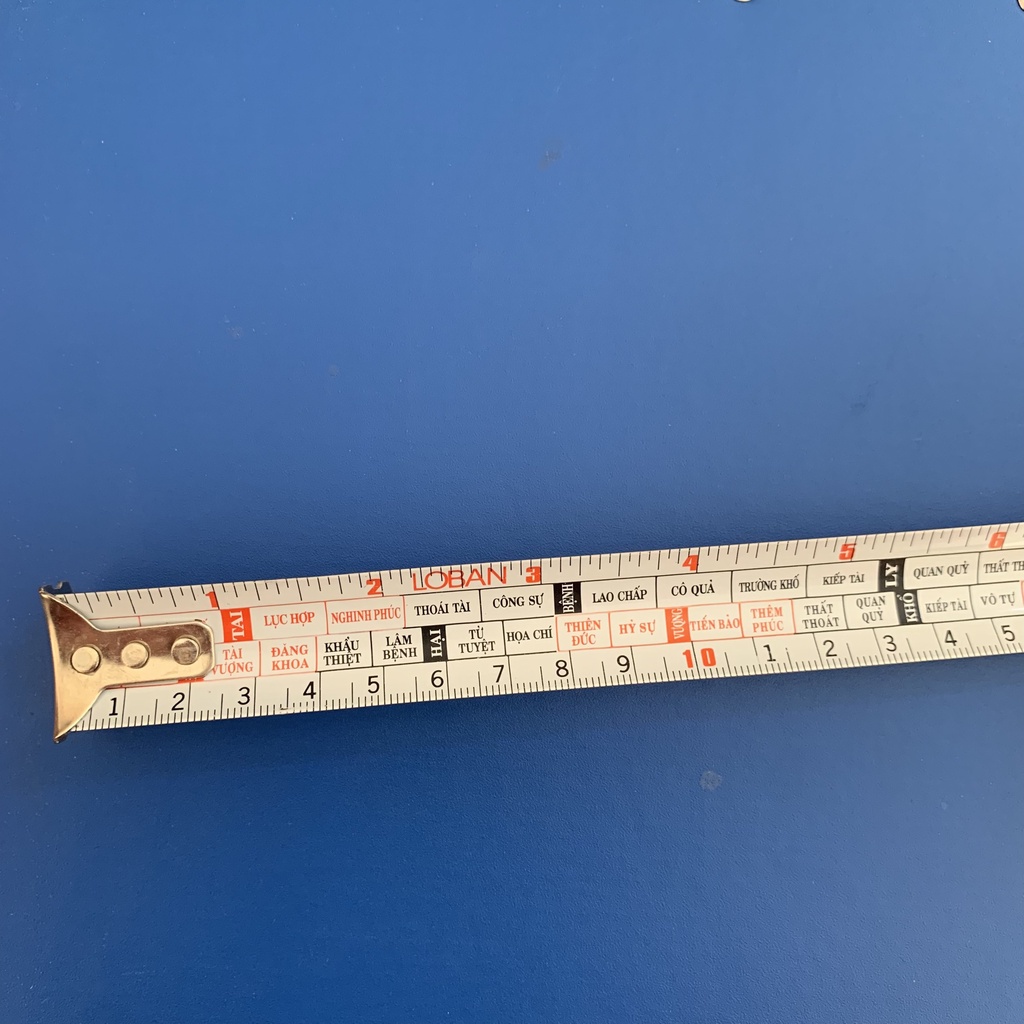 1 2 LOBAN 3 4 5 6
TÀI LỤC HỢP NGHINH PHÚC THOÁI TÀI CÔNG SỰ BỆNH LAO CHẤP CÔ QUẢ TRƯỜNG KHỐ KIẾP TÀI LY QUAN QUỶ
TÀI VƯỢNG ĐĂNG KHOA KHẨU THIỆT LÂM BỆNH HẠI TỪ TUYỆT HỌA CHÍ THIÊN ĐỨC HỶ SỰ VƯỢNG TIẾN BẢO THÊM PHÚC THẤT THOÁT QUAN QUỶ KHỔ KIẾP TÀI VÔ TỰ
1 2 3 4 5 6 7 8 9 10 1 2 3 4 5